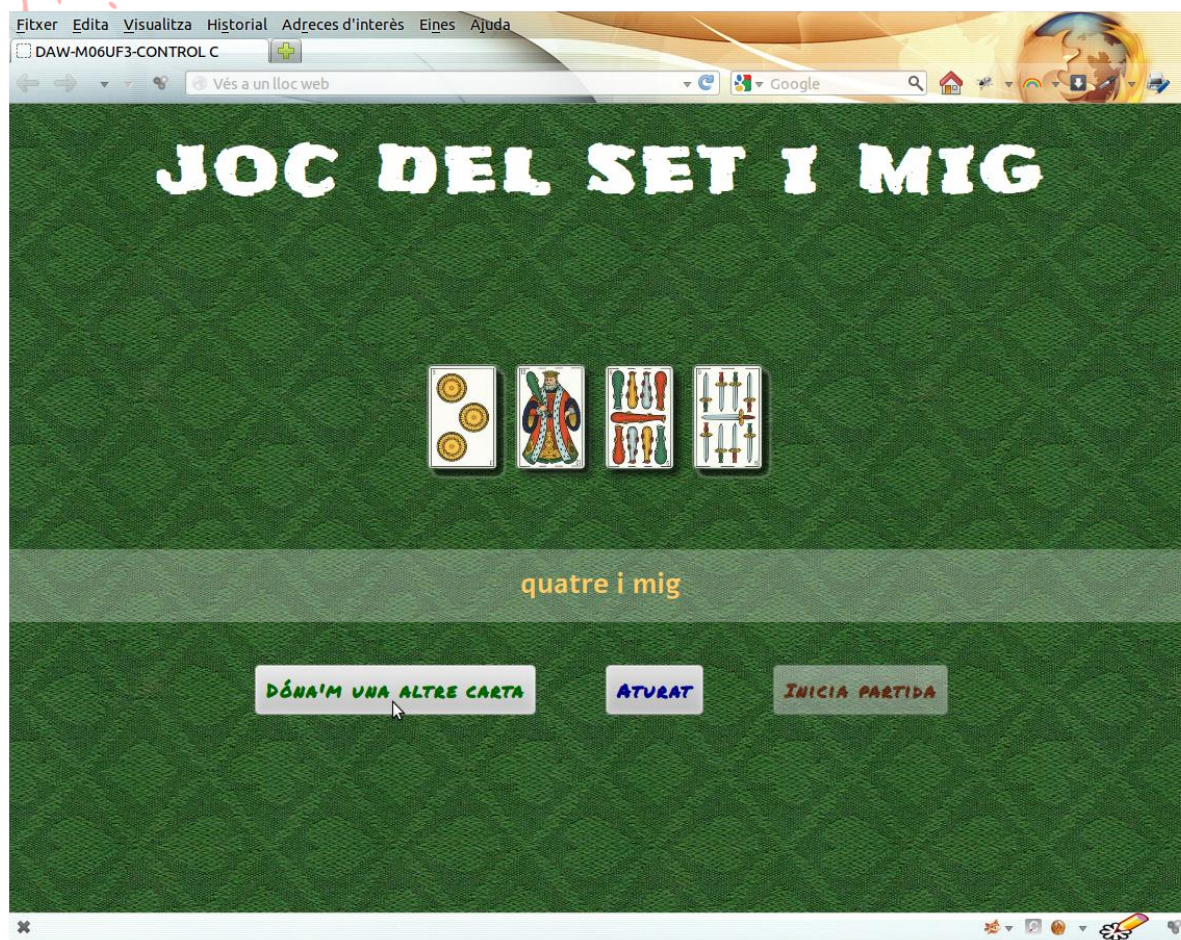 Fitxer Edita Visualitza Historial Adreces d'interès Eines Ajuda
DAW-M06UF3-CONTROL C
Vés a un lloc web
Google
JOC DEL SET I MIG
quatre i mig
Dóna'm una altre carta
Aturat
Inicia partida